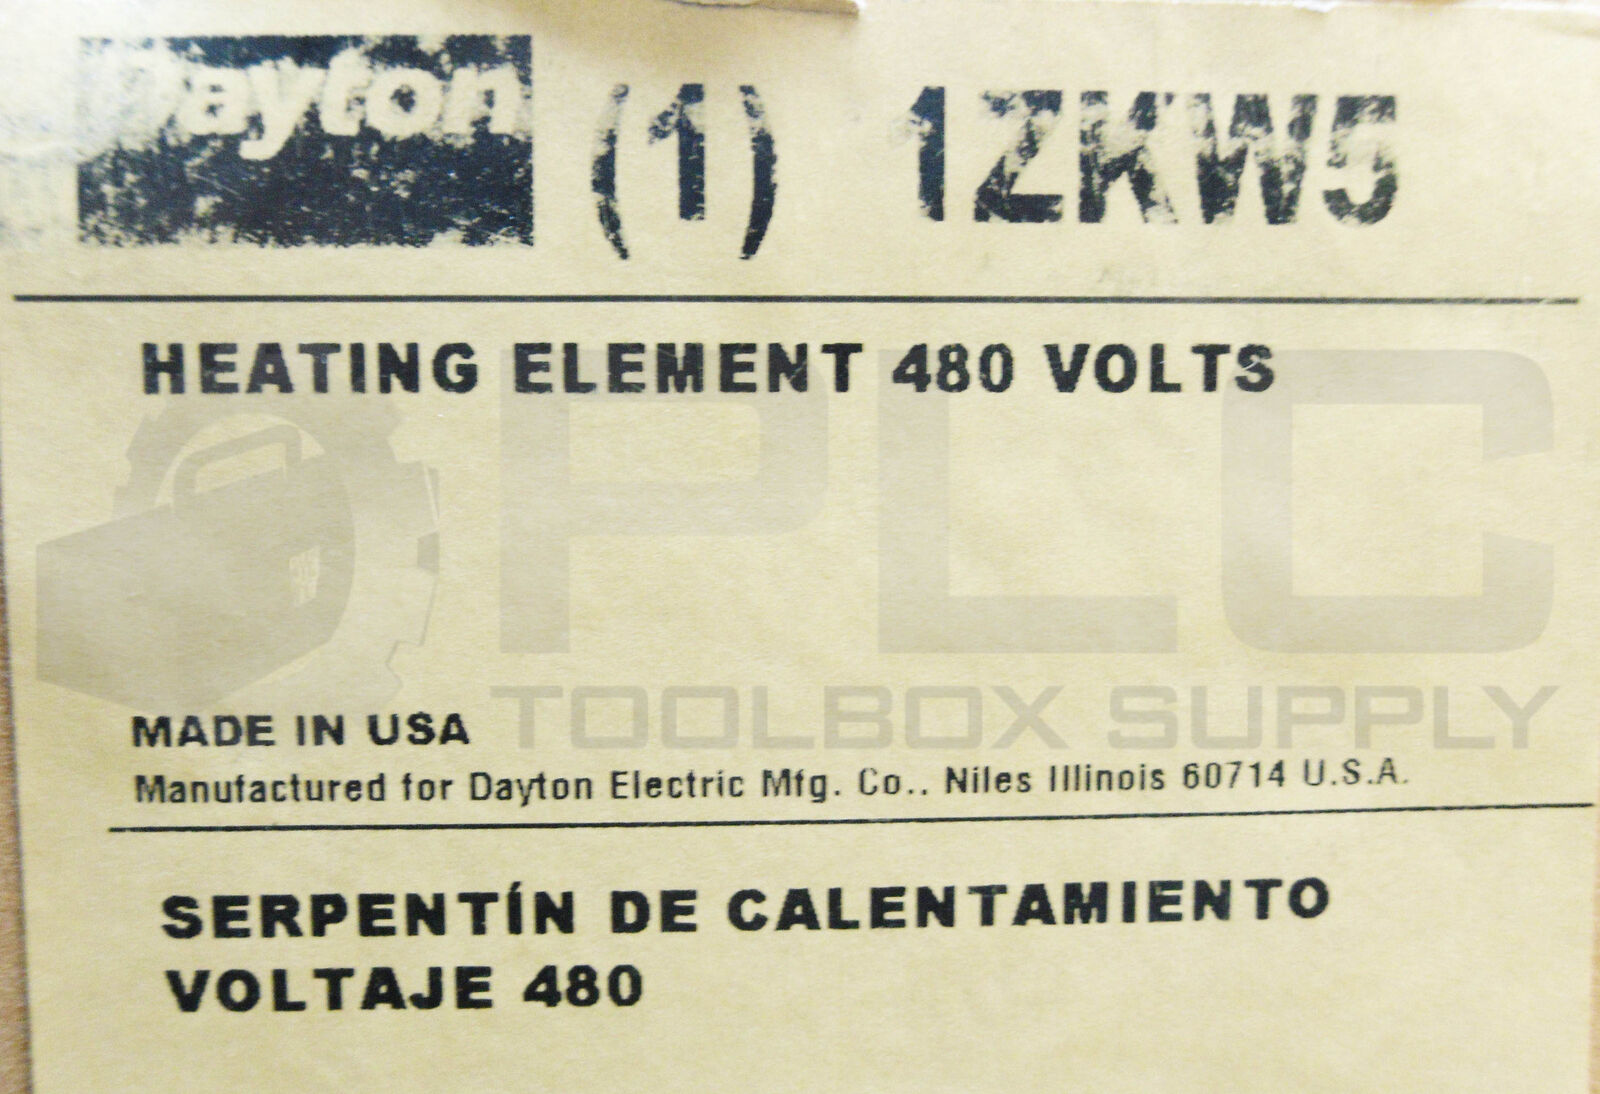 Dayton (1) 1ZKW5
HEATING ELEMENT 480 VOLTS
PLC
TOOLBOX SUPPLY
MADE IN USA
Manufactured for Dayton Electric Mfg. Co.. Niles Illinois 60714 U.S.A.
SERPENTÍN DE CALENTAMIENTO
VOLTAJE 480